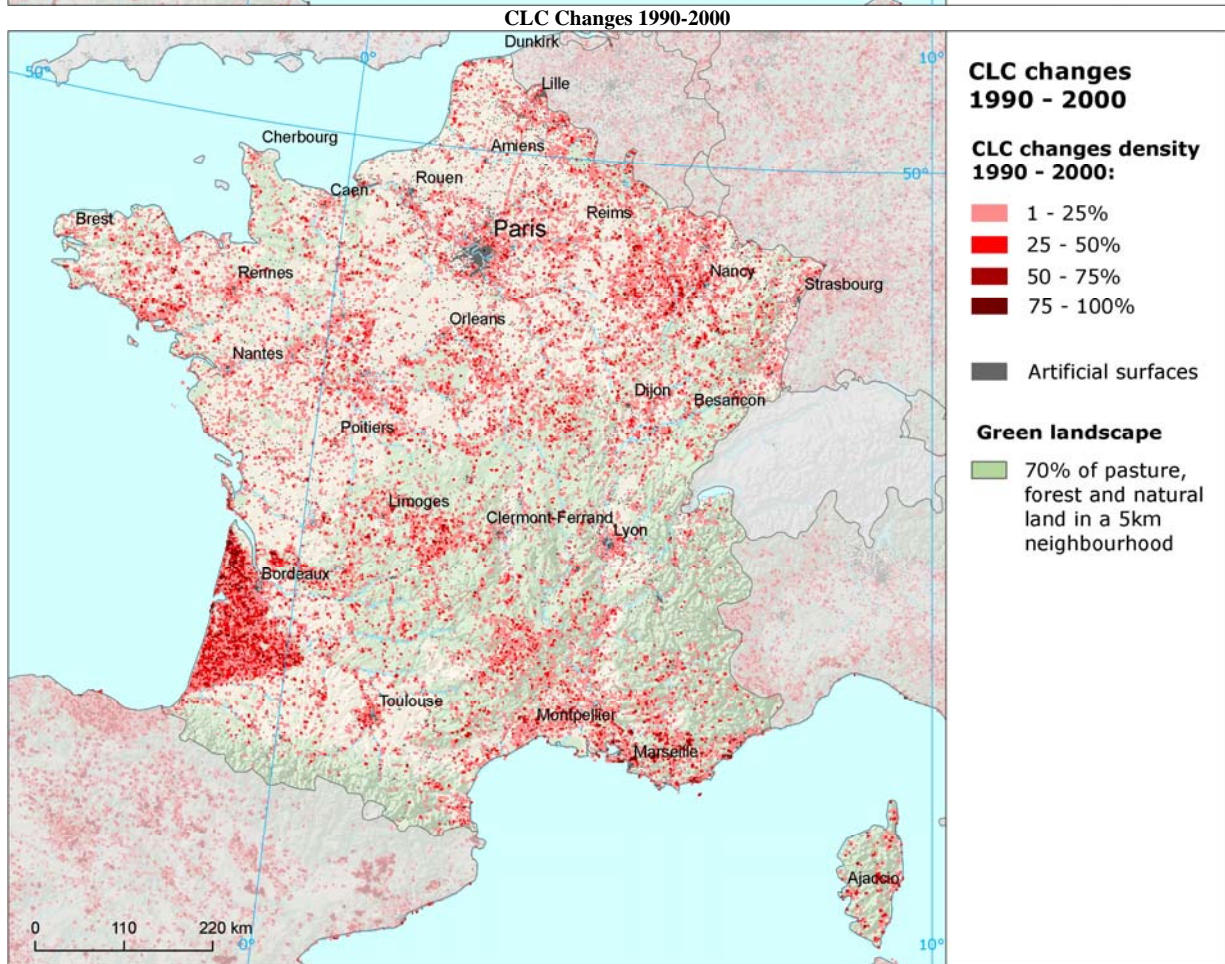 CLC Changes 1990-2000
Dunkirk
50°
0°
10°
Lille
Cherbourg
Amiens
50°
Caen
Rouen
Reims
Brest
Paris
Rennes
Nancy
Strasbourg
Orleans
Nantes
Dijon
Besancon
Poitiers
Limoges
Clermont-Ferrand
Lyon
Bordeaux
Toulouse
Montpellier
Marseille
Ajaccio
0 110 220 km
0°
10°
CLC changes
1990 - 2000
CLC changes density
1990 - 2000:
1 - 25%
25 - 50%
50 - 75%
75 - 100%
Artificial surfaces
Green landscape
70% of pasture,
forest and natural
land in a 5km
neighbourhood